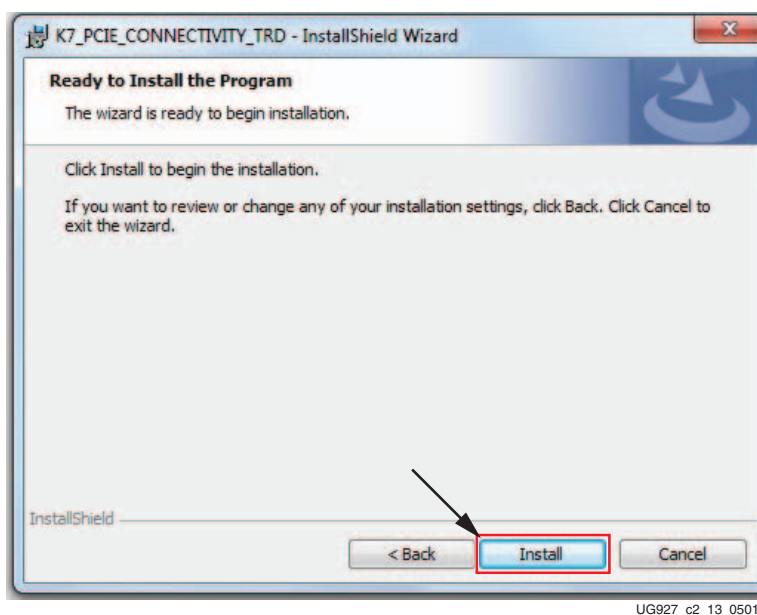 K7_PCIE_CONNECTIVITY_TRD - InstallShield Wizard
Ready to Install the Program
The wizard is ready to begin installation.
Click Install to begin the installation.
If you want to review or change any of your installation settings, click Back. Click Cancel to
exit the wizard.
InstallShield
< Back Install Cancel
UG927_c2_13_0501